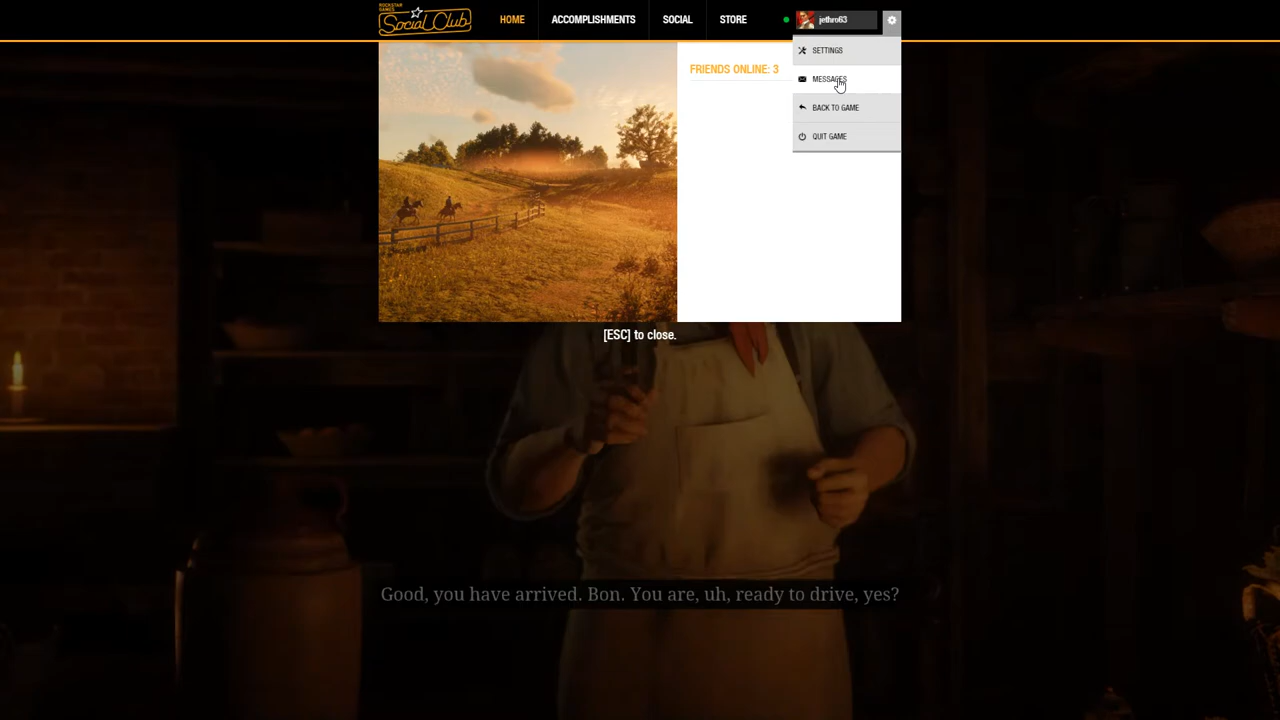 ROCKSTAR
GAMES
Social Club
HOME
ACCOMPLISHMENTS
SOCIAL
STORE
jethro63
SETTINGS
FRIENDS ONLINE: 3
MESSAGES
BACK TO GAME
QUIT GAME
[ESC] to close.
Good, you have arrived. Bon. You are, uh, ready to drive, yes?